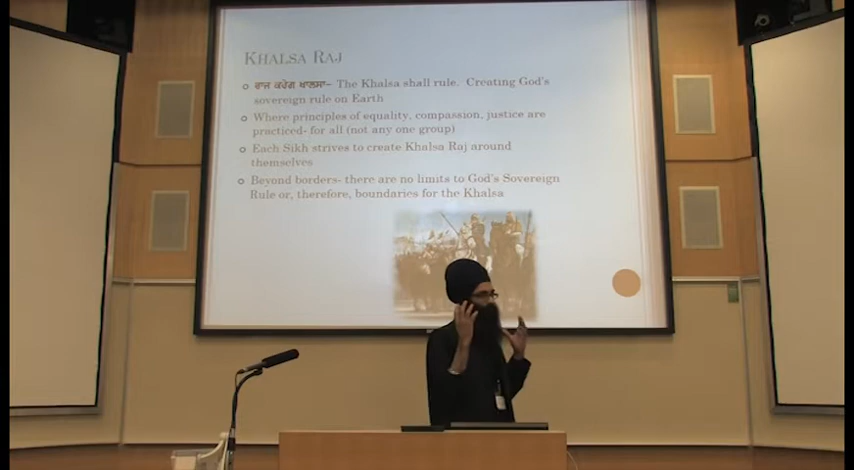 KHALSA RAJ
ਰਾਜ ਕਰੇਗਾ ਖਾਲਸਾ– The Khalsa shall rule. Creating God's
sovereign rule on Earth
Where principles of equality, compassion, justice are
practiced- for all (not any one group)
Each Sikh strives to create Khalsa Raj around
themselves
Beyond borders- there are no limits to God's Sovereign
Rule or, therefore, boundaries for the Khalsa